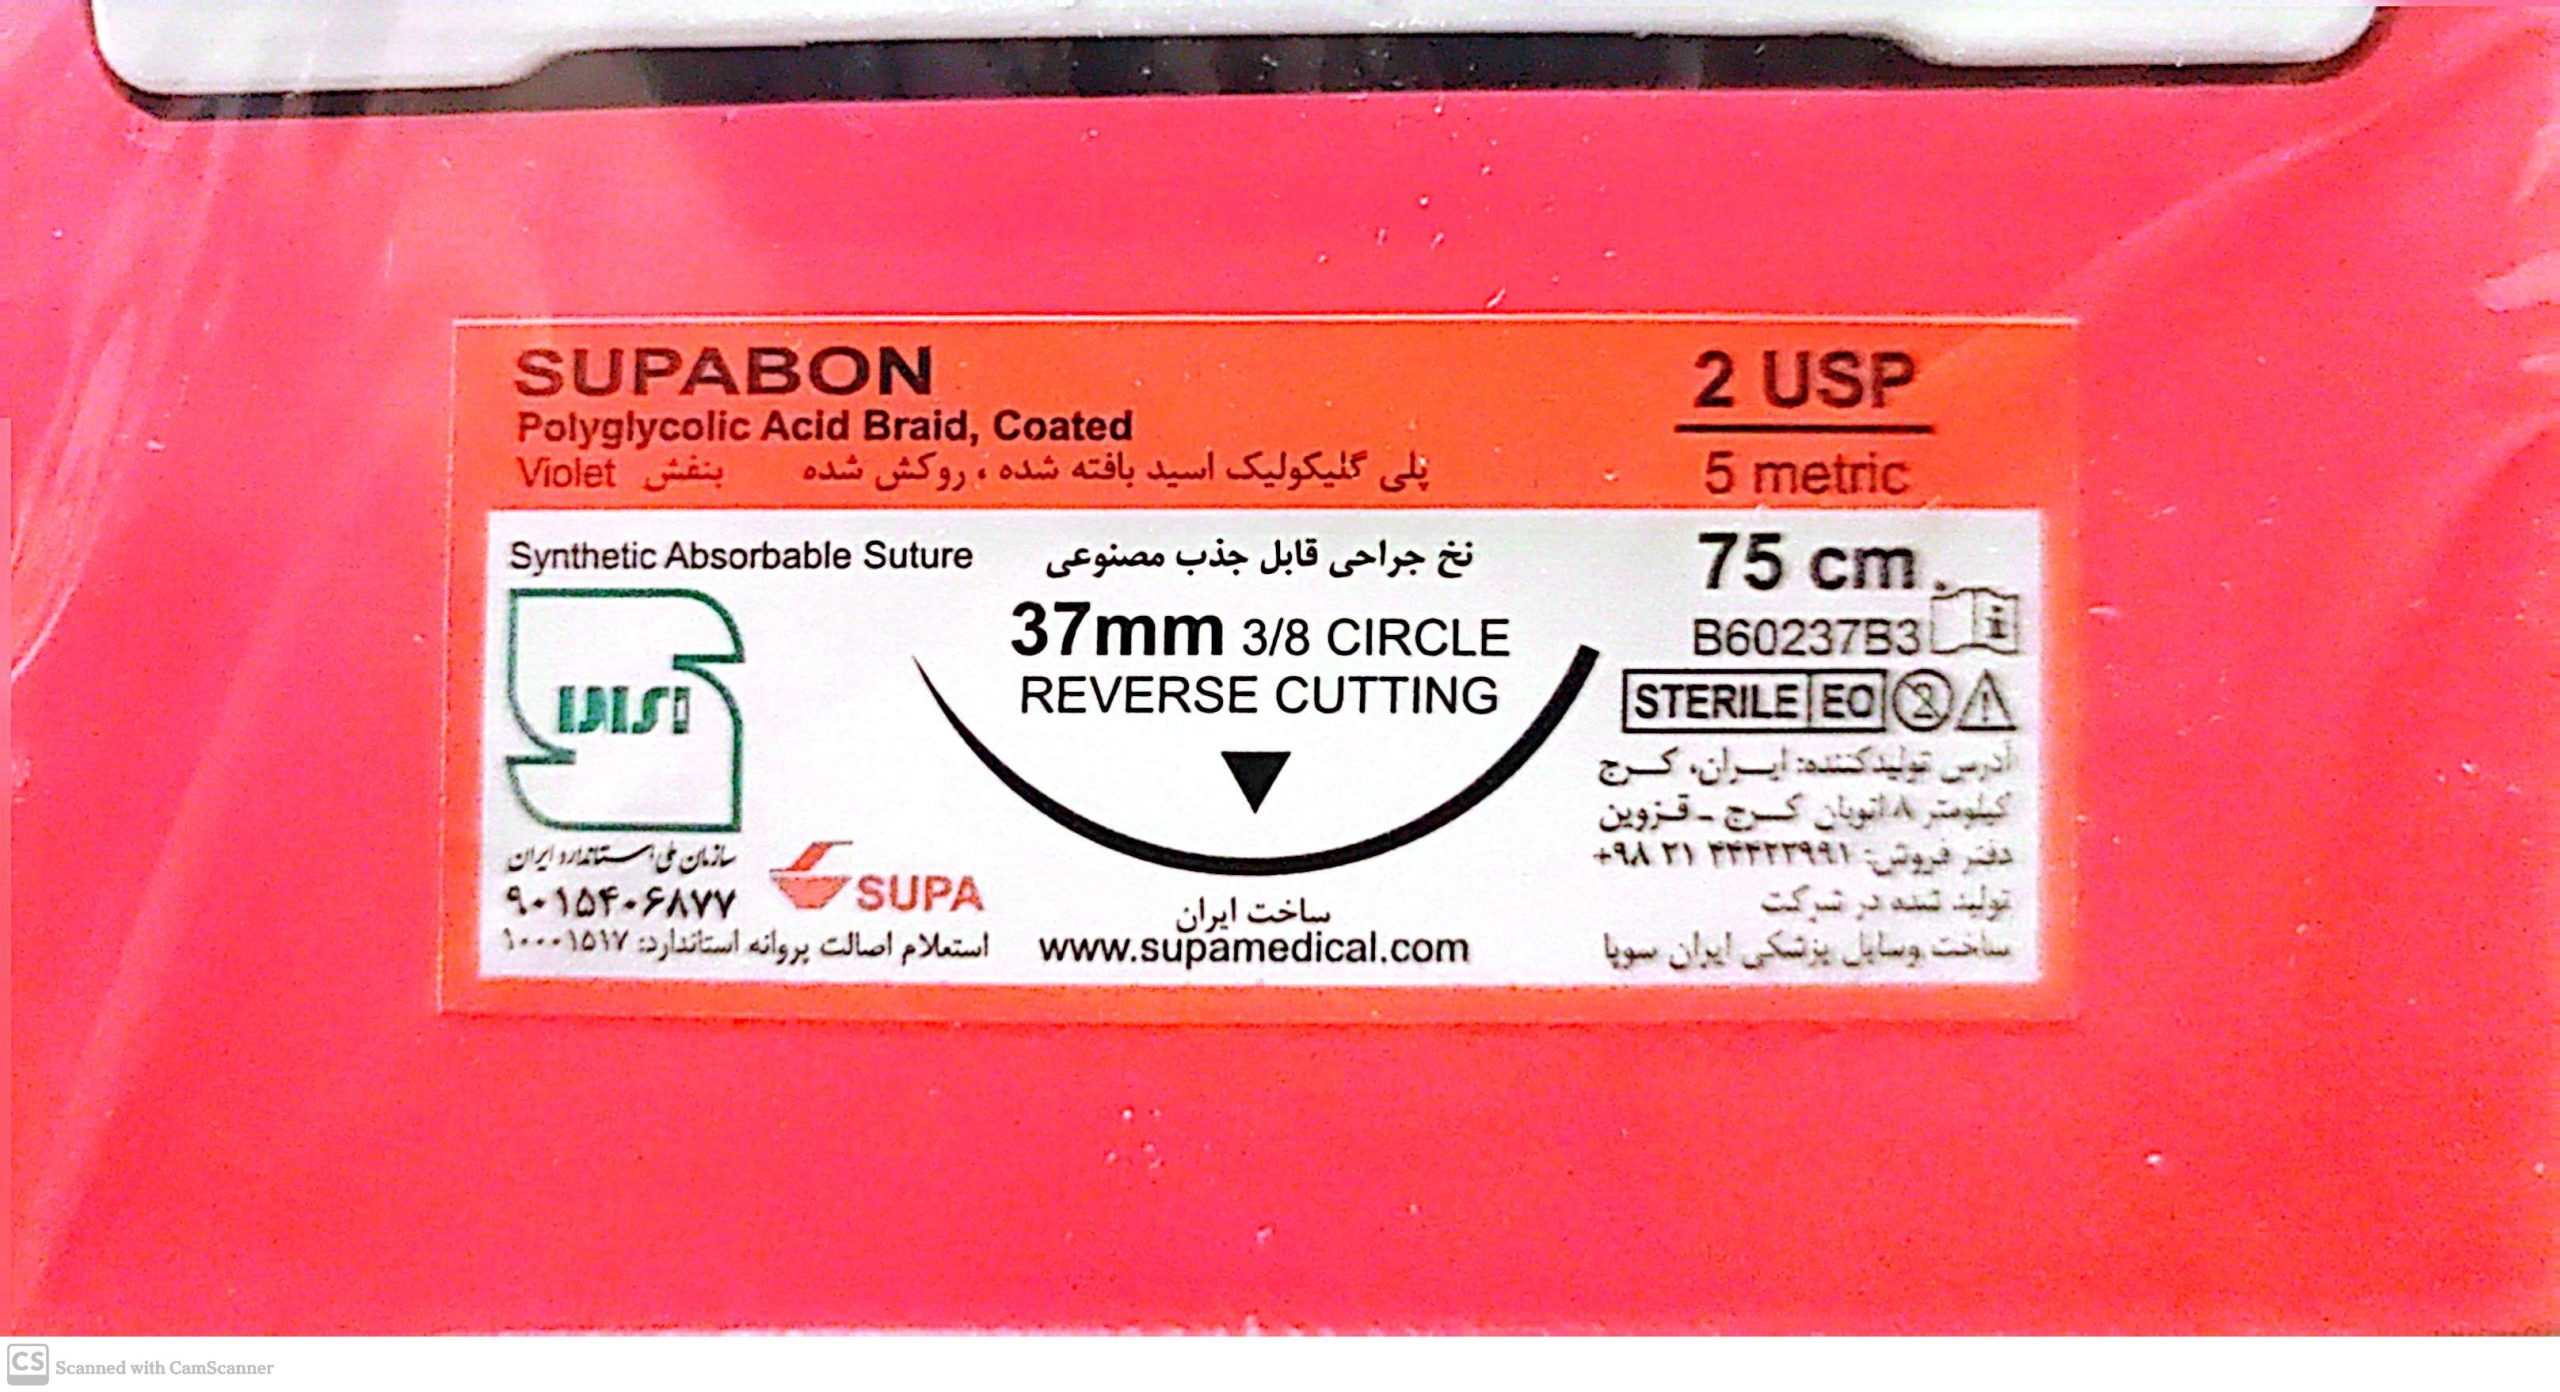 SUPABON
Polyglycolic Acid Braid, Coated
Violet بنفش پلی گلیکولیک اسید بافته شده ، روکش شده
2 USP
5 metric
Synthetic Absorbable Suture
نخ جراحی قابل جذب مصنوعی
37mm 3/8 CIRCLE
REVERSE CUTTING
75 cm
B60237B3
STERILE EO
2
آدرس تولیدکننده: ایران، کرج
کیلومتر ۸ اتوبان کرج - قزوین
دفتر فروش: ۴۴۴۲۲۹۹۱ ۲۱ ۹۸+
تولید شده در شرکت
ساخت وسایل پزشکی ایران سوپا
سازمان ملی استاندارد ایران
۹۰۱۵۴۰۶۸۷۷
استعلام اصالت پروانه استاندارد: ۱۰۰۰۱۵۱۷
SUPA
ساخت ایران
www.supamedical.com
CS Scanned with CamScanner